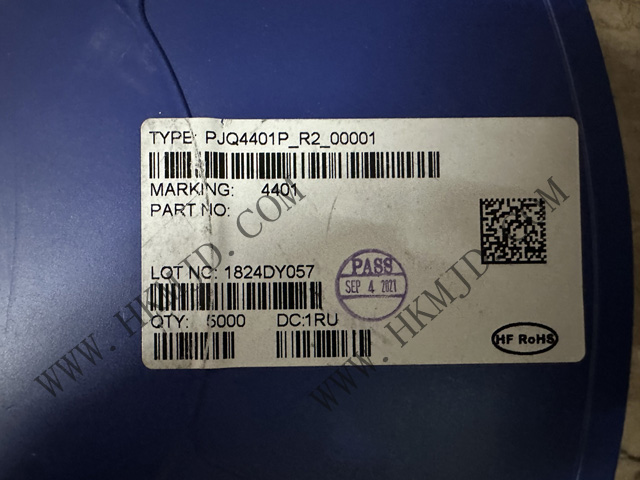 TYPE: PJQ4401P_R2_00001
MARKING: 4401
PART NO:
LOT NO: 1824DY057
PASS
SEP 4 2021
QTY: 5000 DC:1RU
HF RoHS
WWW.HKMJD.COM
WWW.HKMJD.COM